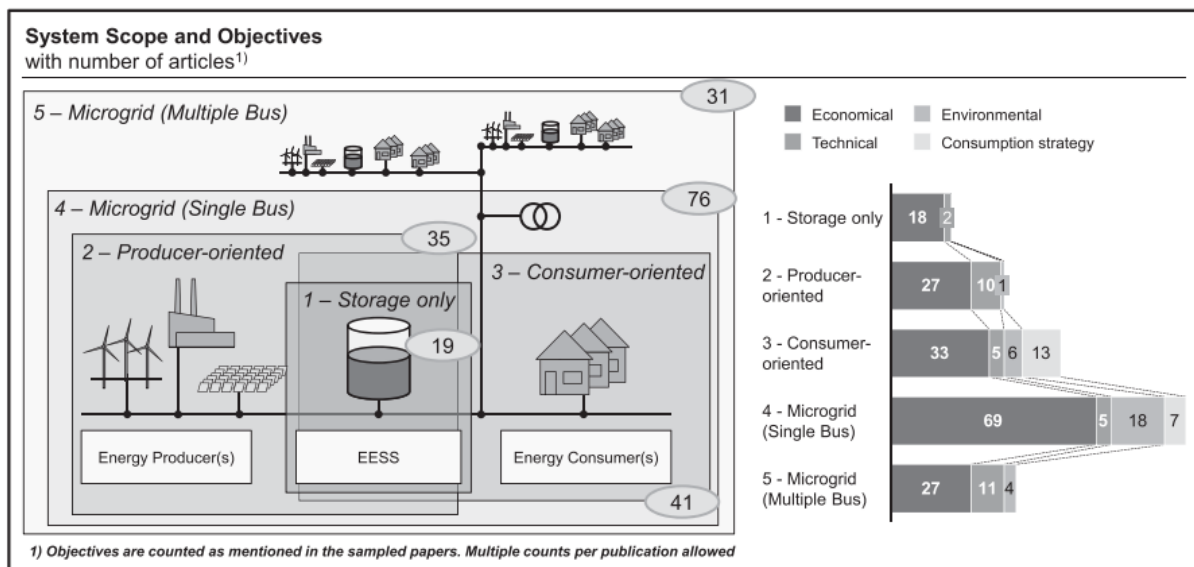 System Scope and Objectives
with number of articles1)
31
5 – Microgrid (Multiple Bus)
76
4 – Microgrid (Single Bus)
35
2 – Producer-oriented
3 – Consumer-oriented
1 – Storage only
19
Energy Producer(s)
EESS
Energy Consumer(s)
41
Economical
Environmental
Technical
Consumption strategy
1 - Storage only
18
2
2 - Producer-
oriented
27
10
1
3 - Consumer-
oriented
33
5
6
13
4 - Microgrid
(Single Bus)
69
5
18
7
5 - Microgrid
(Multiple Bus)
27
11
4
1) Objectives are counted as mentioned in the sampled papers. Multiple counts per publication allowed